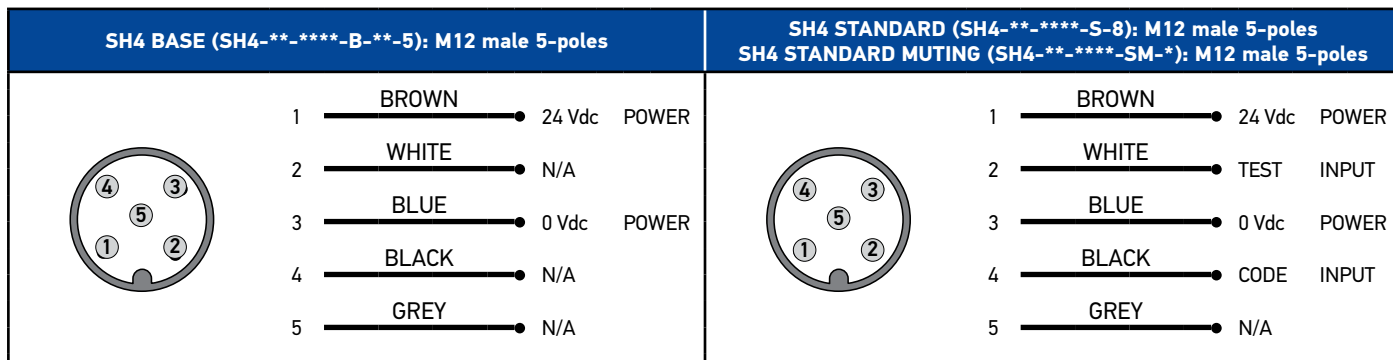 SH4 BASE (SH4-**-****-B-**-5): M12 male 5-poles
1 BROWN 24 Vdc POWER
2 WHITE N/A
3 BLUE 0 Vdc POWER
4 BLACK N/A
5 GREY N/A
4 3
5
1 2
SH4 STANDARD (SH4-**-****-S-8): M12 male 5-poles
SH4 STANDARD MUTING (SH4-**-****-SM-*): M12 male 5-poles
1 BROWN 24 Vdc POWER
2 WHITE TEST INPUT
3 BLUE 0 Vdc POWER
4 BLACK CODE INPUT
5 GREY N/A
4 3
5
1 2